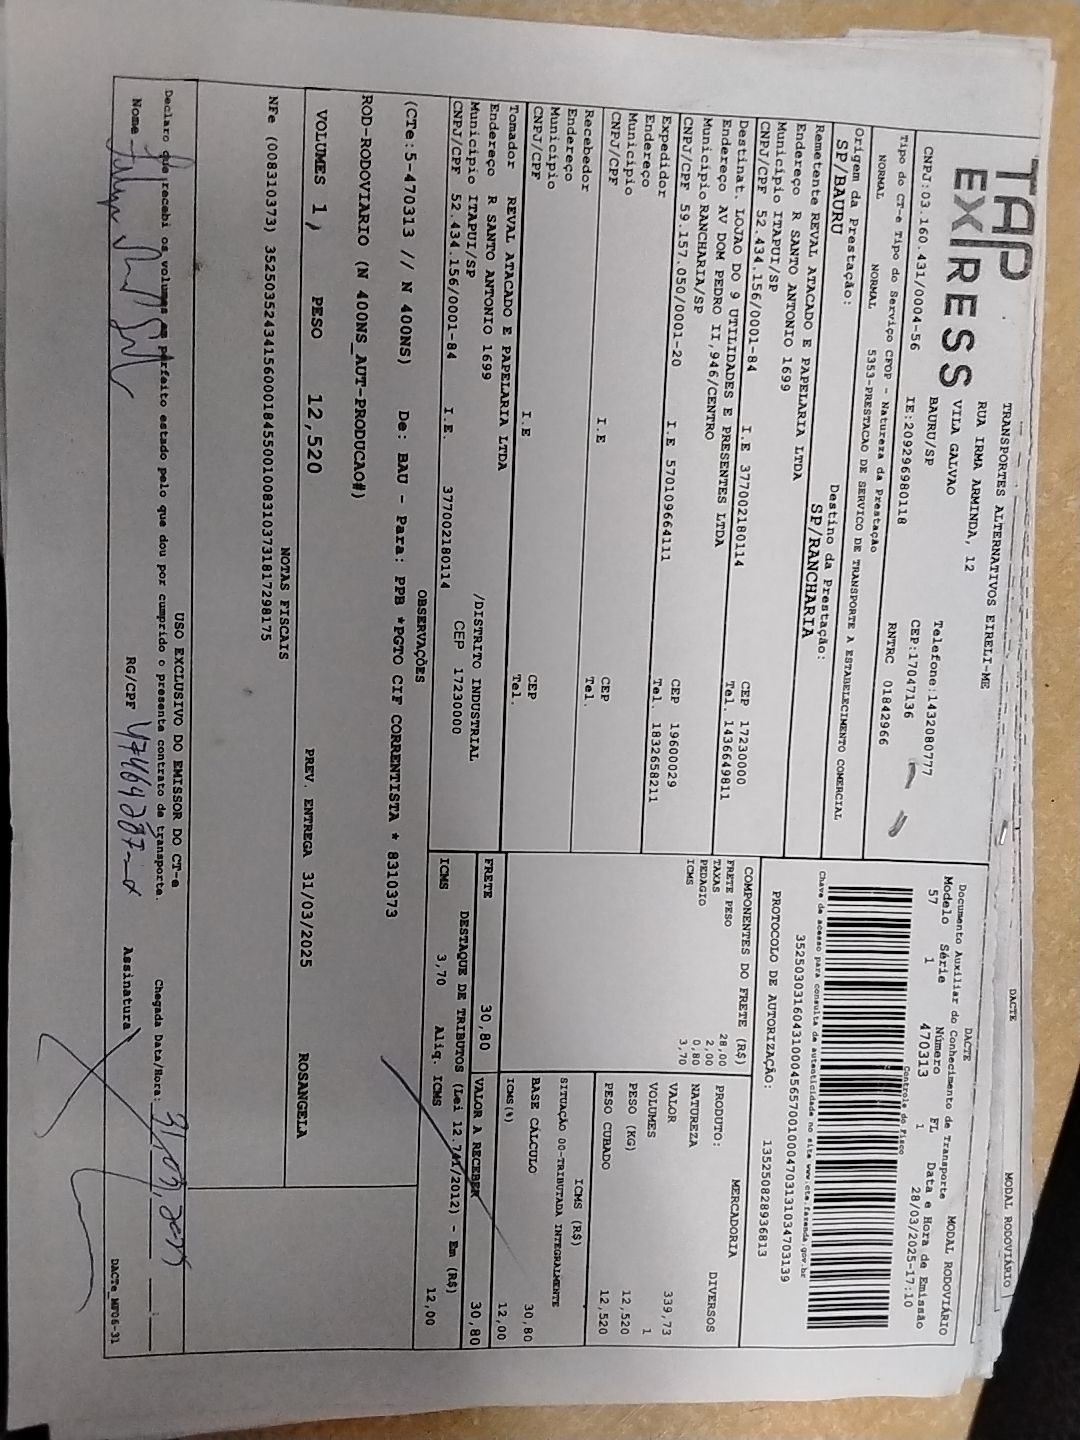 DACTE
MODAL RODOVIÁRIO
TAP
EXPRESS
TRANSPORTES ALTERNATIVOS EIRELI-ME
RUA IRMA ARMINDA, 12
VILA GALVAO
BAURU/SP
Telefone:1432080777
CEP:17047136
CNPJ:03.160.431/0004-56
IE:209296980118
RNTRC 01842966
DACTE
Documento Auxiliar do Conhecimento de Transporte
MODAL RODOVIÁRIO
Modelo Série Número FL Data e Hora de Emissão
57 1 470313 1 28/03/2025-17:10
Controle do Fisco
Chave de acesso para consulta de autenticidade no site www.cte.fazenda.gov.br
35250303160431000456570010004703131034703139
PROTOCOLO DE AUTORIZAÇÃO: 135250828936813
Tipo do CT-e Tipo do Serviço CFOP - Natureza da Prestação
NORMAL NORMAL 5353-PRESTACAO DE SERVICO DE TRANSPORTE A ESTABELECIMENTO COMERCIAL
Origem da Prestação: Destino da Prestação:
SP/BAURU SP/RANCHARIA
Remetente REVAL ATACADO E PAPELARIA LTDA
Endereço R SANTO ANTONIO 1699
Município ITAPUI/SP CEP 17230000
CNPJ/CPF 52.434.156/0001-84 I.E 377002180114 Tel. 1436649811
Destinat. LOJAO DO 9 UTILIDADES E PRESENTES LTDA
Endereço AV DOM PEDRO II,946/CENTRO
Município RANCHARIA/SP CEP 19600029
CNPJ/CPF 59.157.050/0001-20 I.E 570109664111 Tel. 1832658211
Expedidor
Endereço
Município CEP
CNPJ/CPF I.E Tel.
Recebedor
Endereço
Município CEP
CNPJ/CPF I.E Tel.
Tomador REVAL ATACADO E PAPELARIA LTDA
Endereço R SANTO ANTONIO 1699 /DISTRITO INDUSTRIAL
Município ITAPUI/SP CEP 17230000
CNPJ/CPF 52.434.156/0001-84 I.E. 377002180114
COMPONENTES DO FRETE (R$)
FRETE PESO 28,00
TAXAS 2,00
PEDAGIO 0,80
ICMS 3,70
FRETE 30,80
PRODUTO: MERCADORIA
NATUREZA DIVERSOS
VALOR 339,73
VOLUMES 1
PESO (KG) 12,520
PESO CUBADO 12,520
ICMS (R$)
SITUAÇÃO 00-TRIBUTADA INTEGRALMENTE
BASE CÁLCULO 30,80
ICMS(%) 12,00
VALOR A RECEBER 30,80
DESTAQUE DE TRIBUTOS (Lei 12.741/2012) - Em (R$)
ICMS 3,70 Aliq. ICMS 12,00
OBSERVAÇÕES
(CTe:5-470313 // N 400NS) De: BAU - Para: PPB *PGTO CIF CORRENTISTA * 8310373
ROD-RODOVIARIO (N 400NS_AUT-PRODUCAO#)
VOLUMES 1, PESO 12,520 PREV. ENTREGA 31/03/2025 ROSANGELA
NOTAS FISCAIS
NFe (008310373) 35250352434156000184550010083103731817298175
USO EXCLUSIVO DO EMISSOR DO CT-e
Declaro que recebi os volumes em perfeito estado pelo que dou por cumprido o presente contrato de transporte.
Chegada Data/Hora:
Nome RG/CPF Assinatura
DACTe_MF06-31